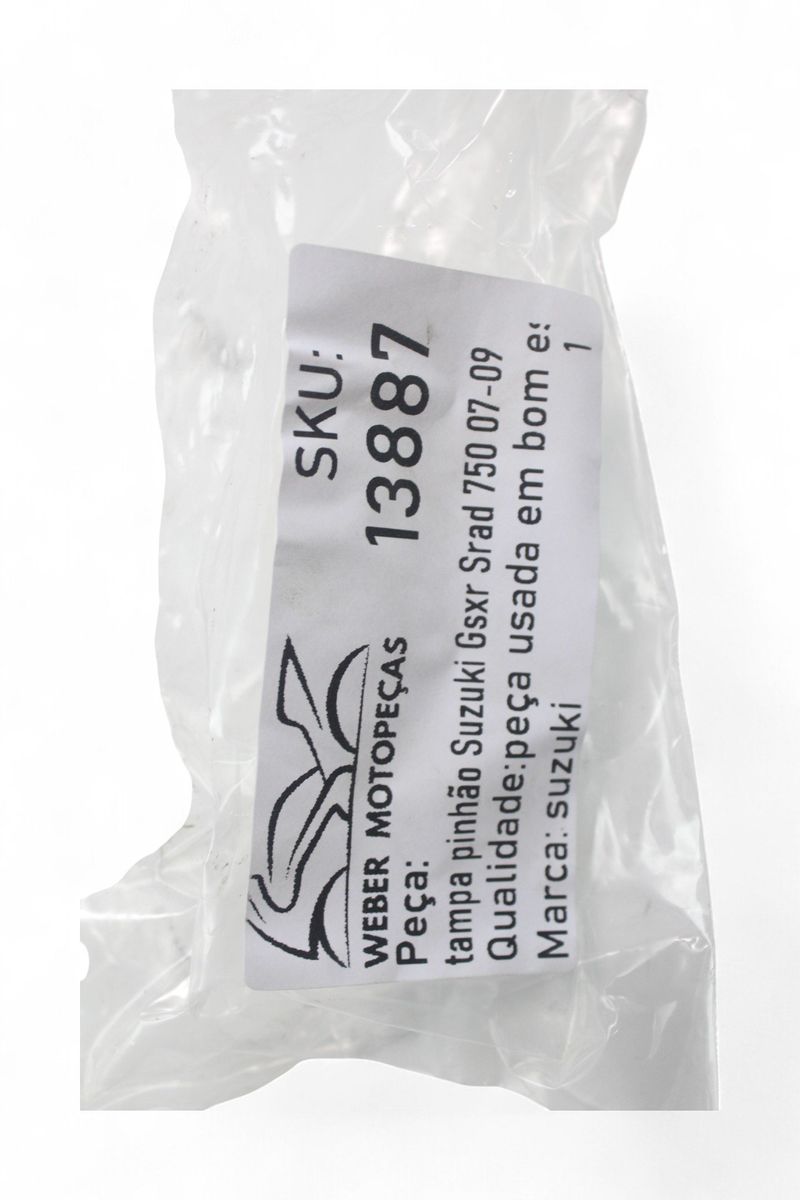 SKU:
13887
WEBER MOTOPEÇAS
Peça:
tampa pinhão Suzuki Gsxr Srad 750 07-09
Qualidade:peça usada em bom
Marca: suzuki
1